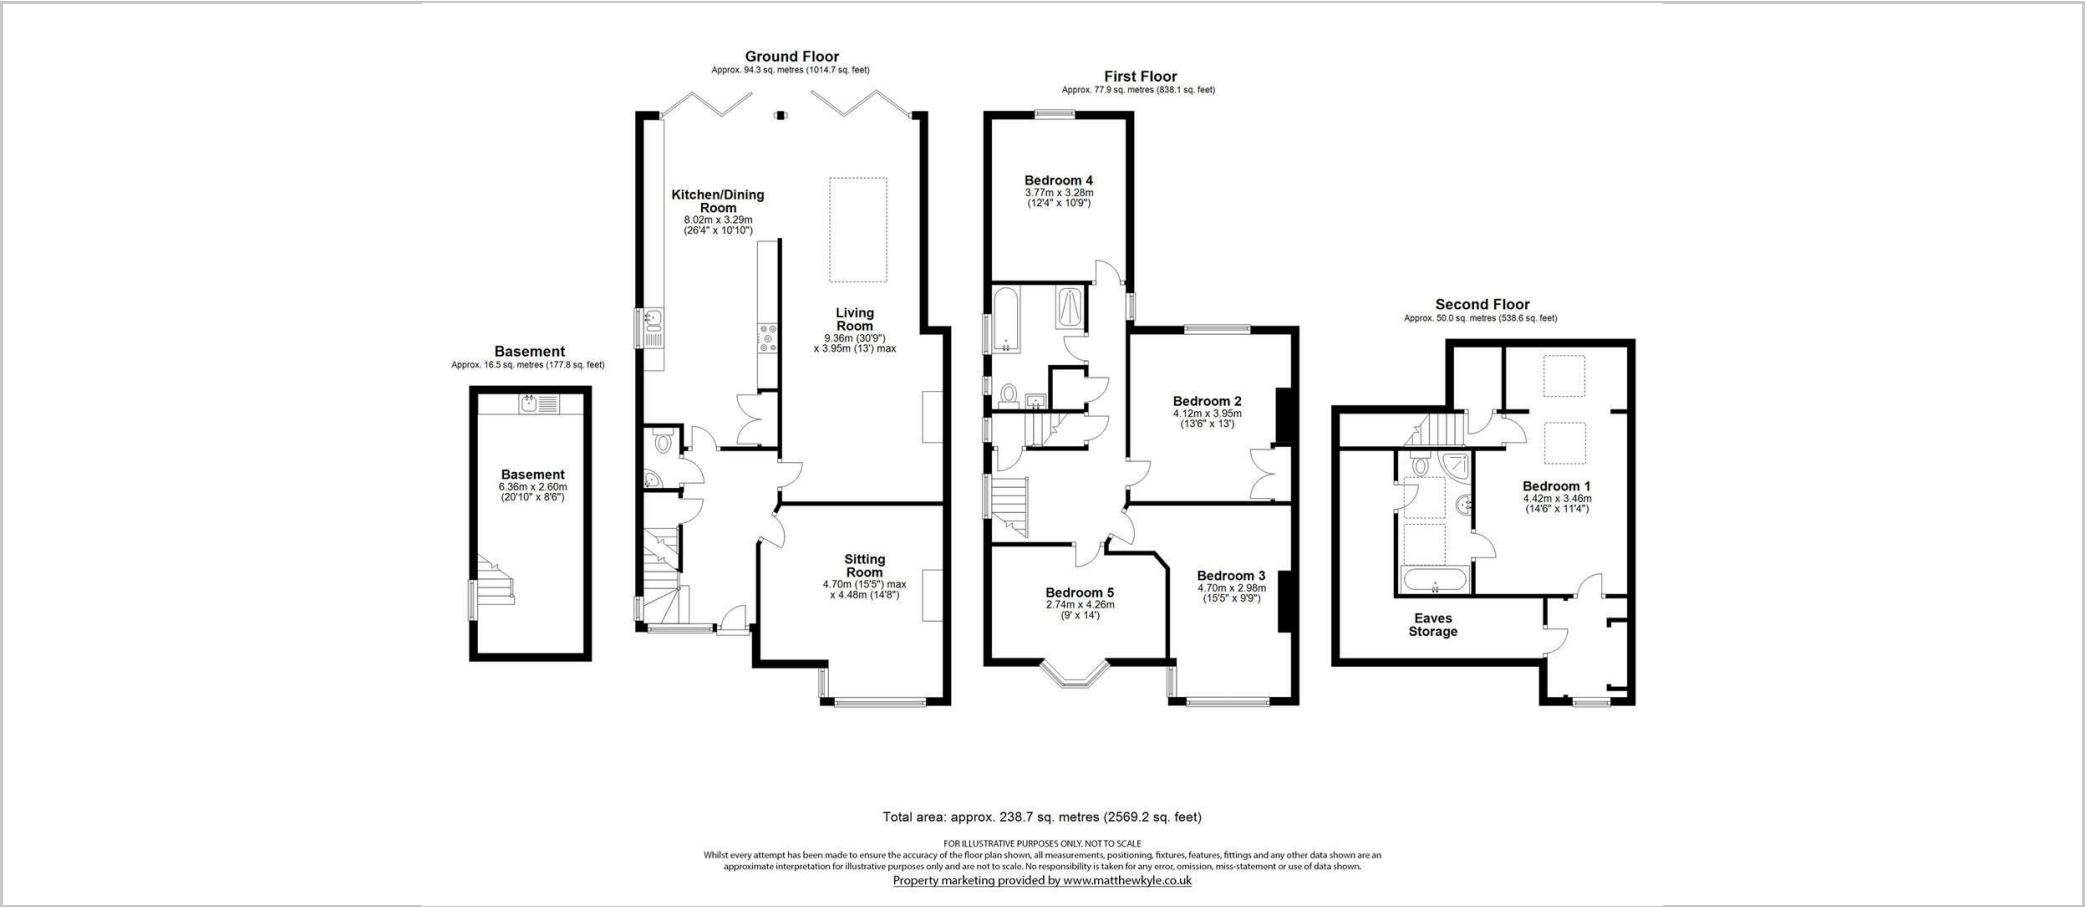 Ground Floor
Approx. 94.3 sq. metres (1014.7 sq. feet)
Kitchen/Dining
Room
8.02m x 3.29m
(26'4" x 10'10")
Living
Room
9.36m (30'9")
x 3.95m (13') max
Sitting
Room
4.70m (15'5") max
x 4.48m (14'8")
Basement
Approx. 16.5 sq. metres (177.8 sq. feet)
Basement
6.36m x 2.60m
(20'10" x 8'6")
First Floor
Approx. 77.9 sq. metres (838.1 sq. feet)
Bedroom 4
3.77m x 3.28m
(12'4" x 10'9")
Bedroom 2
4.12m x 3.95m
(13'6" x 13')
Bedroom 3
4.70m x 2.98m
(15'5" x 9'9")
Bedroom 5
2.74m x 4.26m
(9' x 14')
Second Floor
Approx. 50.0 sq. metres (538.6 sq. feet)
Bedroom 1
4.42m x 3.46m
(14'6" x 11'4")
Eaves
Storage
Total area: approx. 238.7 sq. metres (2569.2 sq. feet)
FOR ILLUSTRATIVE PURPOSES ONLY. NOT TO SCALE
Whilst every attempt has been made to ensure the accuracy of the floor plan shown, all measurements, positioning, fixtures, features, fittings and any other data shown are an
approximate interpretation for illustrative purposes only and are not to scale. No responsibility is taken for any error, omission, miss-statement or use of data shown.
Property marketing provided by www.matthewkyle.co.uk